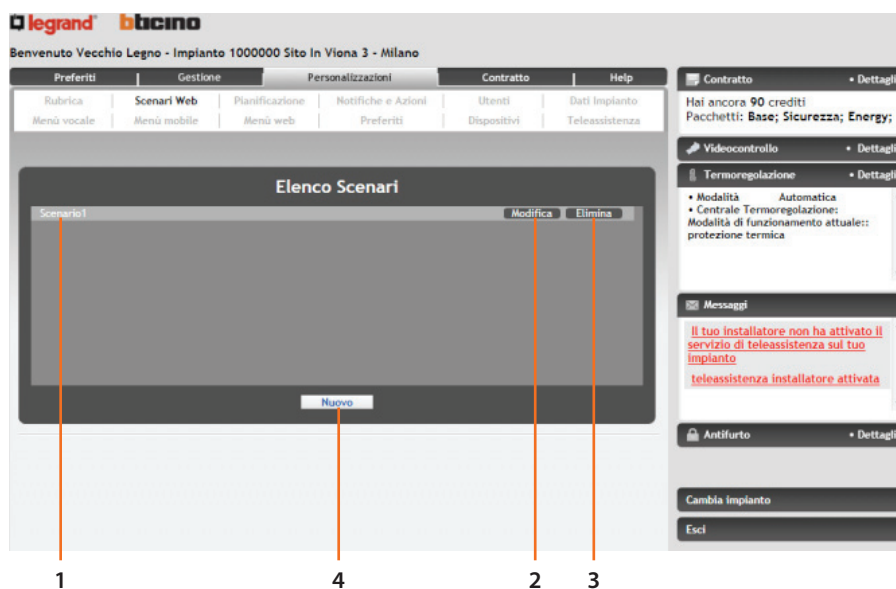 legrand bticino
Benvenuto Vecchio Legno - Impianto 1000000 Sito In Viona 3 - Milano
Preferiti | Gestione | Personalizzazioni | Contratto | Help
Rubrica Scenari Web Pianificazione Notifiche e Azioni Utenti Dati Impianto
Menù vocale Menù mobile Menù web Preferiti Dispositivi Teleassistenza
Elenco Scenari
Scenario1 Modifica Elimina
Nuovo
Contratto • Dettagli
Hai ancora 90 crediti
Pacchetti: Base; Sicurezza; Energy;
Videocontrollo • Dettagli
Termoregolazione • Dettagli
• Modalità Automatica
• Centrale Termoregolazione:
Modalità di funzionamento attuale::
protezione termica
Messaggi
Il tuo installatore non ha attivato il
servizio di teleassistenza sul tuo
impianto
teleassistenza installatore attivata
Antifurto • Dettagli
Cambia impianto
Esci
1 4 2 3